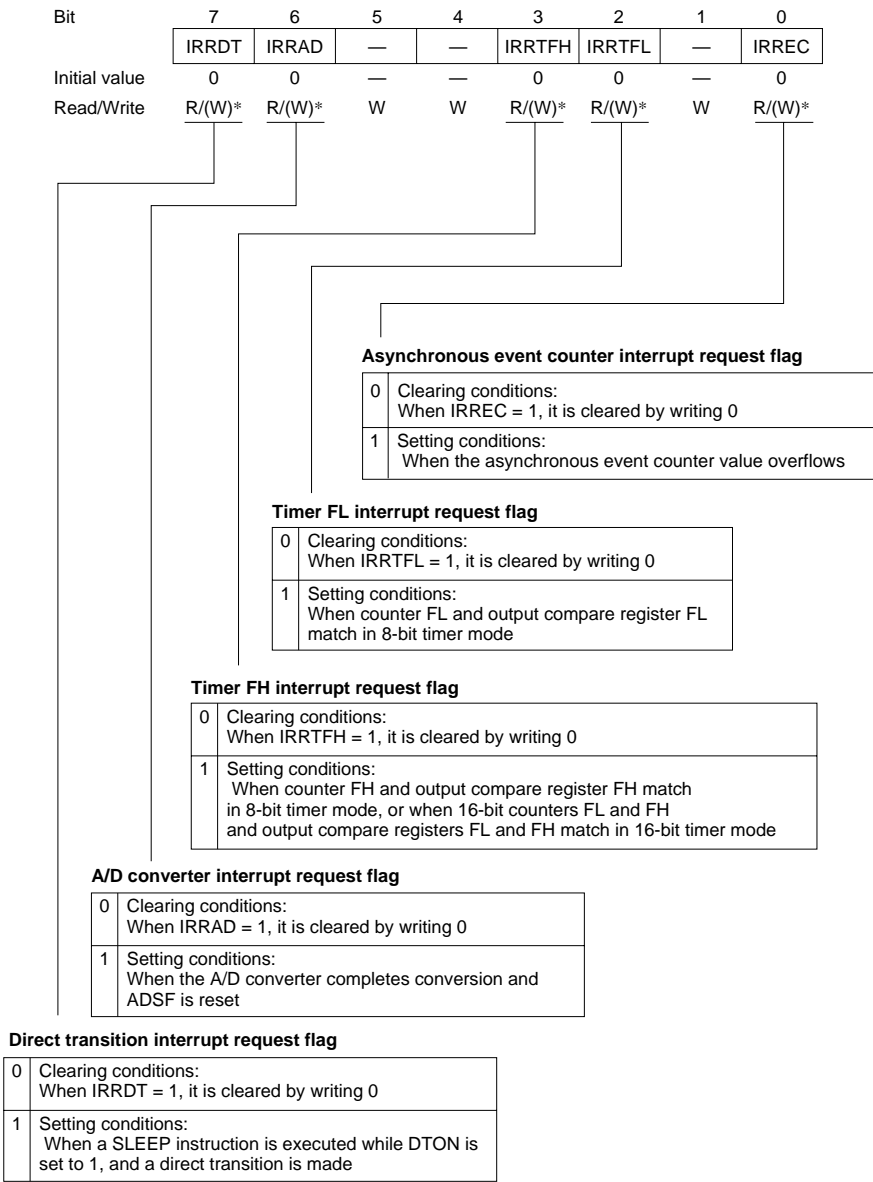 Bit 7 6 5 4 3 2 1 0
IRRDT IRRAD — — IRRTFH IRRTFL — IRREC
Initial value 0 0 — — 0 0 — 0
Read/Write R/(W)* R/(W)* W W R/(W)* R/(W)* W R/(W)*
Asynchronous event counter interrupt request flag
0 Clearing conditions:
When IRREC = 1, it is cleared by writing 0
1 Setting conditions:
When the asynchronous event counter value overflows
Timer FL interrupt request flag
0 Clearing conditions:
When IRRTFL = 1, it is cleared by writing 0
1 Setting conditions:
When counter FL and output compare register FL
match in 8-bit timer mode
Timer FH interrupt request flag
0 Clearing conditions:
When IRRTFH = 1, it is cleared by writing 0
1 Setting conditions:
When counter FH and output compare register FH match
in 8-bit timer mode, or when 16-bit counters FL and FH
and output compare registers FL and FH match in 16-bit timer mode
A/D converter interrupt request flag
0 Clearing conditions:
When IRRAD = 1, it is cleared by writing 0
1 Setting conditions:
When the A/D converter completes conversion and
ADSF is reset
Direct transition interrupt request flag
0 Clearing conditions:
When IRRDT = 1, it is cleared by writing 0
1 Setting conditions:
When a SLEEP instruction is executed while DTON is
set to 1, and a direct transition is made